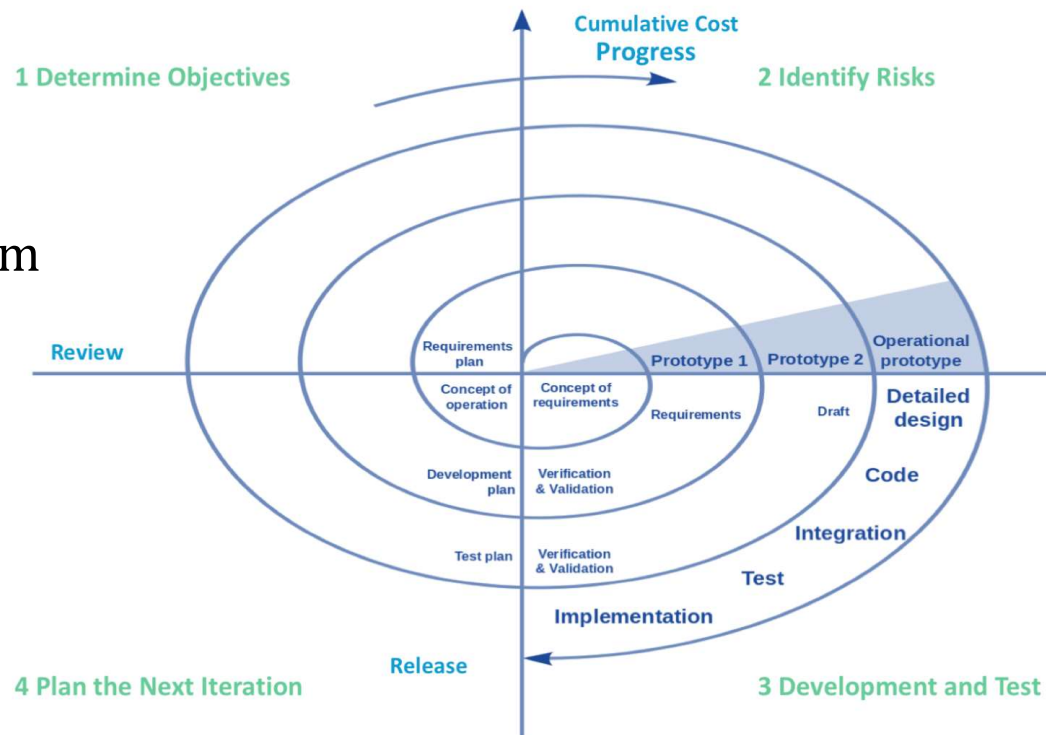 Cumulative Cost
Progress
1 Determine Objectives
2 Identify Risks
m
Review
Requirements
plan
Prototype 1
Prototype 2
Operational
prototype
Concept of
operation
Concept of
requirements
Requirements
Draft
Detailed
design
Code
Development
plan
Verification
& Validation
Integration
Test plan
Verification
& Validation
Test
Implementation
Release
4 Plan the Next Iteration
3 Development and Test